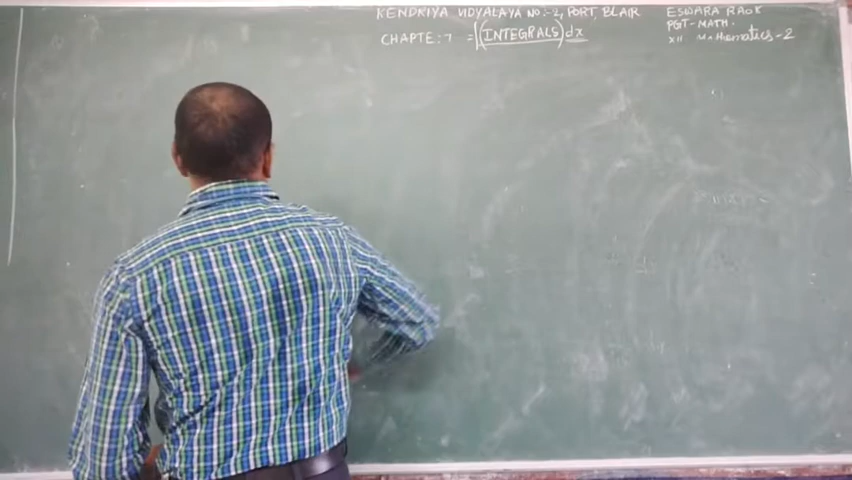 KENDRIYA VIDYALAYA NO:-2, PORT, BLAIR
CHAPTE: 7 = ∫(INTEGRALS) dx
ESWARA RAO K
PGT-MATH.
XII Mathematics-2